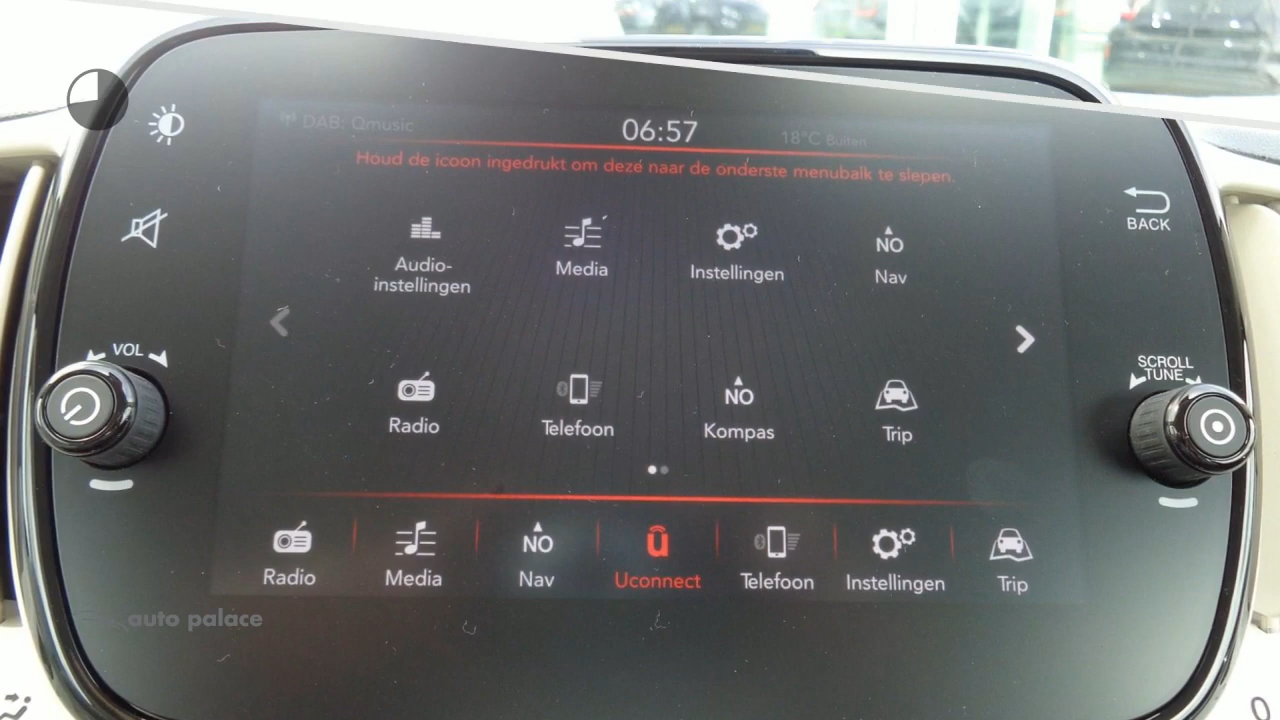 DAB: Qmusic 06:57 18°C Buiten
Houd de icoon ingedrukt om deze naar de onderste menubalk te slepen.
BACK
Audio-
instellingen
Media
Instellingen
NO
Nav
VOL
SCROLL
TUNE
Radio
Telefoon
NO
Kompas
Trip
Radio
Media
NO
Nav
Uconnect
Telefoon
Instellingen
Trip
auto palace
0